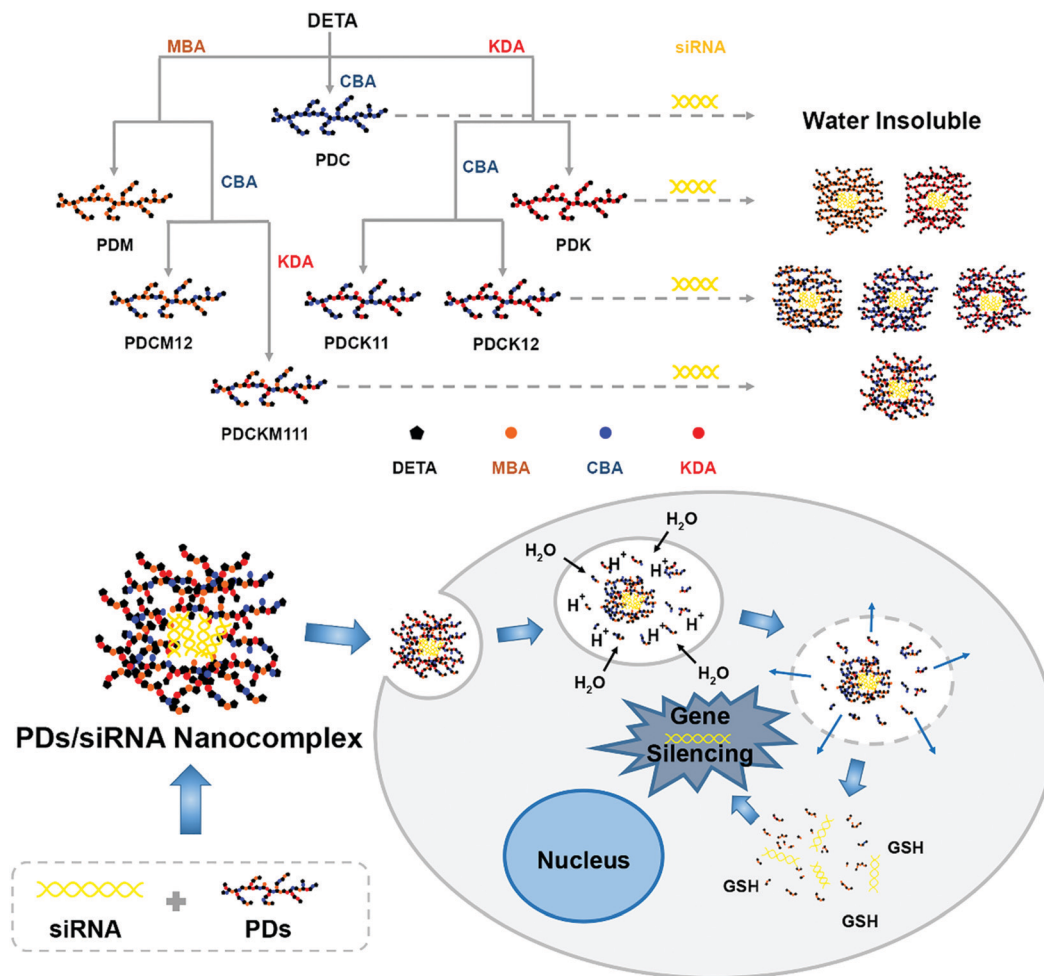 DETA
MBA
KDA
siRNA
CBA
PDC
Water Insoluble
CBA
CBA
PDM
PDK
KDA
PDCM12
PDCK11
PDCK12
PDCKM111
DETA
MBA
CBA
KDA
H2O
H2O
H+
H+
H+
H+
H+
H+
H2O
H2O
PDs/siRNA Nanocomplex
Gene
Silencing
Nucleus
GSH
GSH
GSH
siRNA
PDs